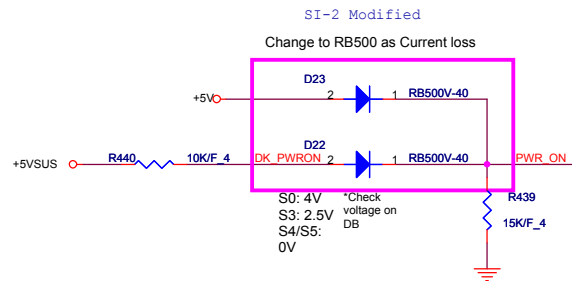 SI-2 Modified
Change to RB500 as Current loss
D23
+5V
2
1
RB500V-40
D22
+5VSUS
R440
10K/F_4
DK_PWRON
2
1
RB500V-40
PWR_ON
S0: 4V
S3: 2.5V
S4/S5:
0V
*Check
voltage on
DB
R439
15K/F_4